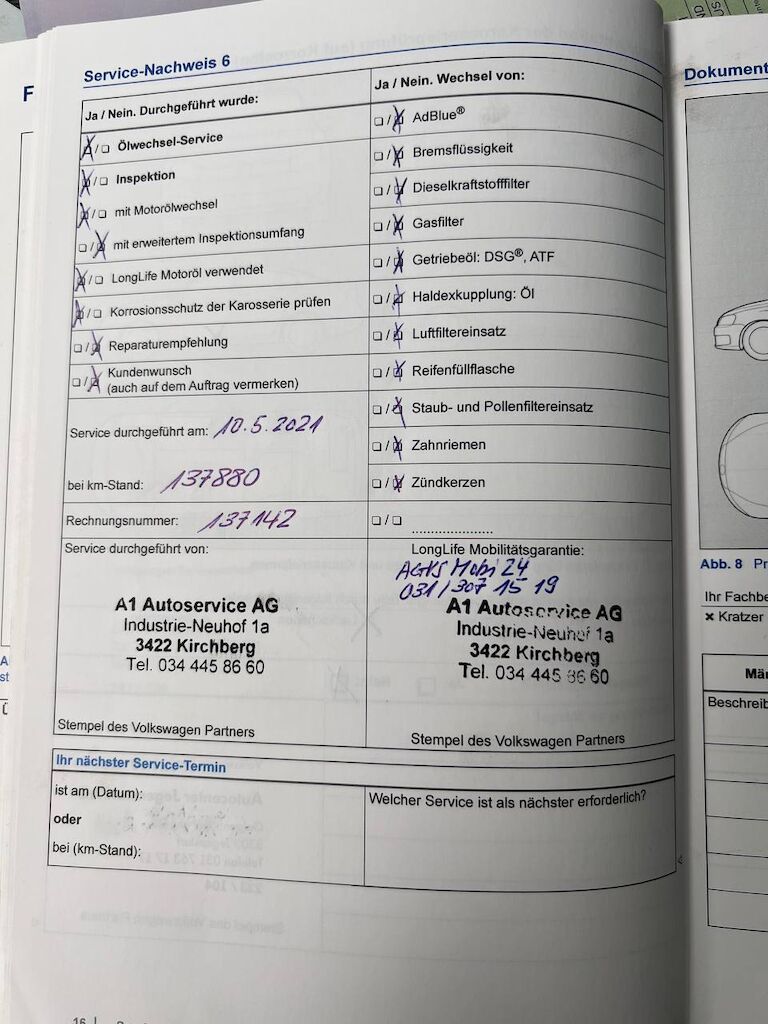 Service-Nachweis 6
Ja / Nein. Durchgeführt wurde:
Ölwechsel-Service
Inspektion
mit Motorölwechsel
mit erweitertem Inspektionsumfang
LongLife Motoröl verwendet
Korrosionsschutz der Karosserie prüfen
Reparaturempfehlung
Kundenwunsch
(auch auf dem Auftrag vermerken)
Service durchgeführt am: 10.5.2021
bei km-Stand: 137880
Rechnungsnummer: 137142
Service durchgeführt von:
A1 Autoservice AG
Industrie-Neuhof 1a
3422 Kirchberg
Tel. 034 445 86 60
Stempel des Volkswagen Partners
Ja / Nein. Wechsel von:
AdBlue®
Bremsflüssigkeit
Dieselkraftstofffilter
Gasfilter
Getriebeöl: DSG®, ATF
Haldexkupplung: Öl
Luftfiltereinsatz
Reifenfüllflasche
Staub- und Pollenfiltereinsatz
Zahnriemen
Zündkerzen
LongLife Mobilitätsgarantie:
AGVS Mobi 24
031/307 15 19
A1 Autoservice AG
Industrie-Neuhof 1a
3422 Kirchberg
Tel. 034 445 86 60
Stempel des Volkswagen Partners
Ihr nächster Service-Termin
ist am (Datum):
oder
bei (km-Stand):
Welcher Service ist als nächster erforderlich?
16
Dokument
Abb. 8 Pr
Ihr Fachbe
× Kratzer
Män
Beschreib